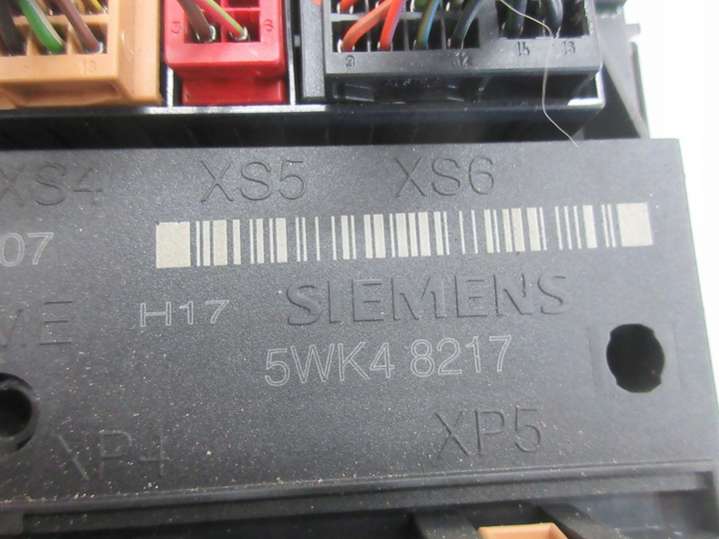 XS4 XS5 XS6
07
H17 SIEMENS
5WK4 8217
XP4 XP5